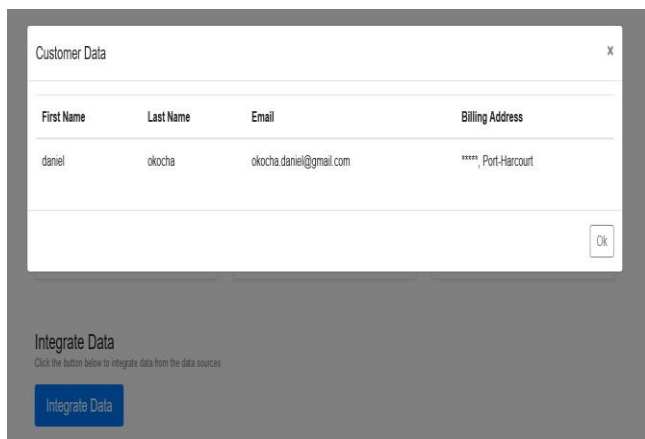 Customer Data x
First Name Last Name Email Billing Address
daniel okocha okocha.daniel@gmail.com *****, Port-Harcourt
Ok
Integrate Data
Click the button below to integrate data from the data sources
Integrate Data